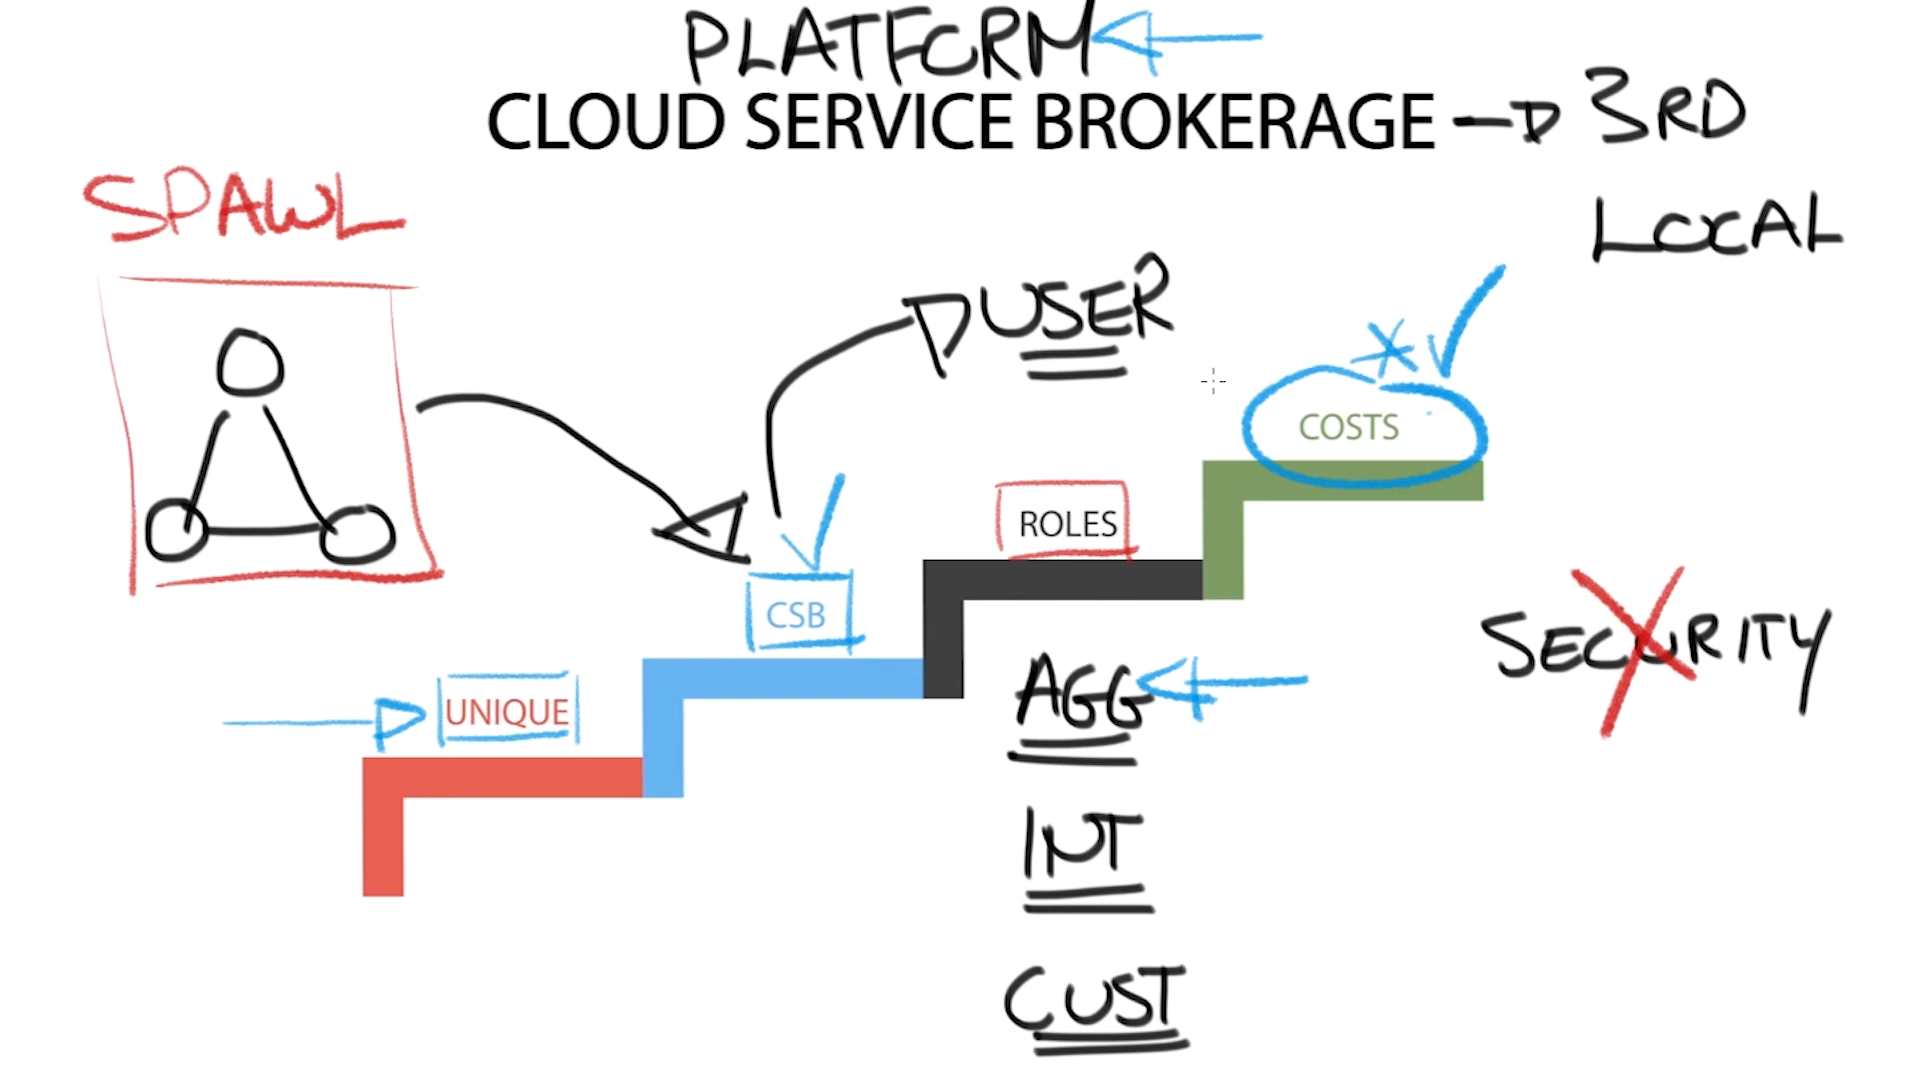 PLATFORM
CLOUD SERVICE BROKERAGE → 3RD
LOCAL
SPAWL
USER
COSTS
ROLES
CSB
UNIQUE
SECURITY
AGG
INT
CUST